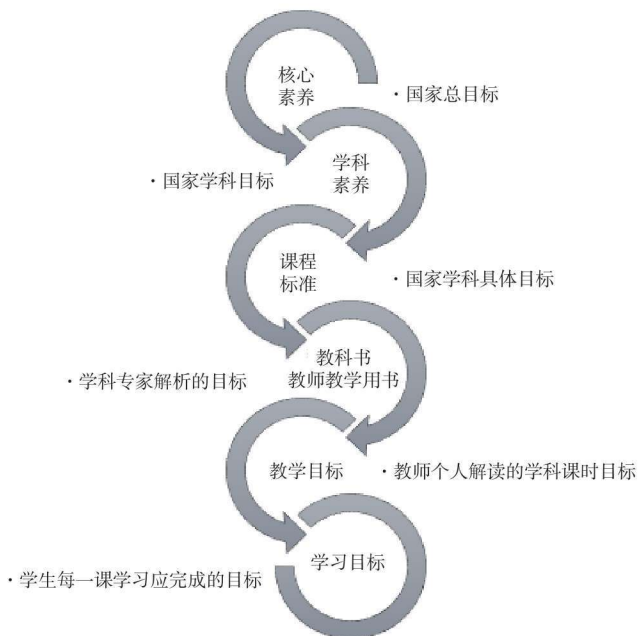 核心
素养
·国家总目标
·国家学科目标
学科
素养
课程
标准
·国家学科具体目标
教科书
教师教学用书
·学科专家解析的目标
教学目标
·教师个人解读的学科课时目标
学习目标
·学生每一课学习应完成的目标